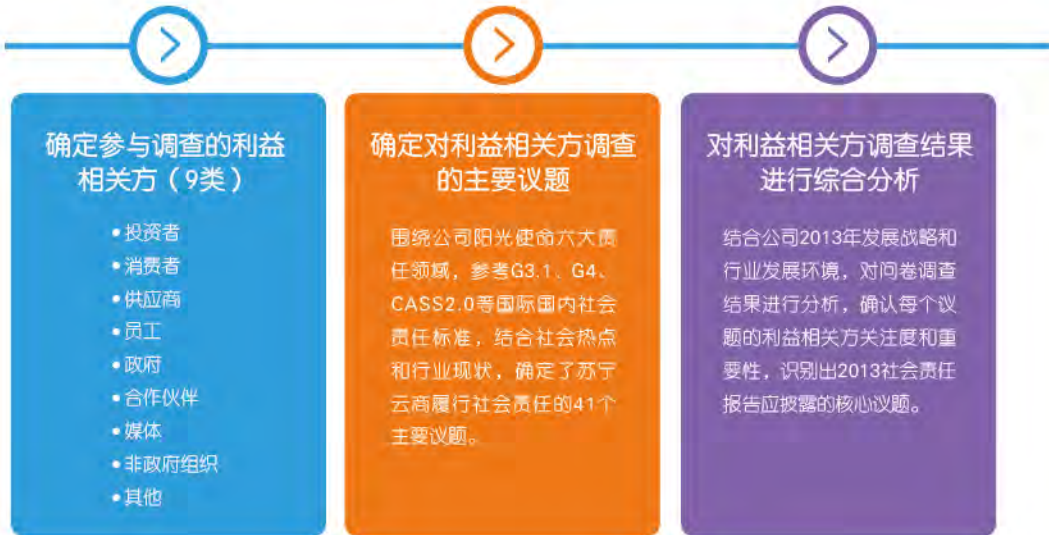 确定参与调查的利益
相关方（9类）
•投资者
•消费者
•供应商
•员工
•政府
•合作伙伴
•媒体
•非政府组织
•其他
确定对利益相关方调查
的主要议题
围绕公司阳光使命六大责
任领域，参考G3.1、G4、
CASS2.0等国际国内社会
责任标准，结合社会热点
和行业现状，确定了苏宁
云商履行社会责任的41个
主要议题。
对利益相关方调查结果
进行综合分析
结合公司2013年发展战略和
行业发展环境，对问卷调查
结果进行分析，确认每个议
题的利益相关方关注度和重
要性，识别出2013社会责任
报告应披露的核心议题。